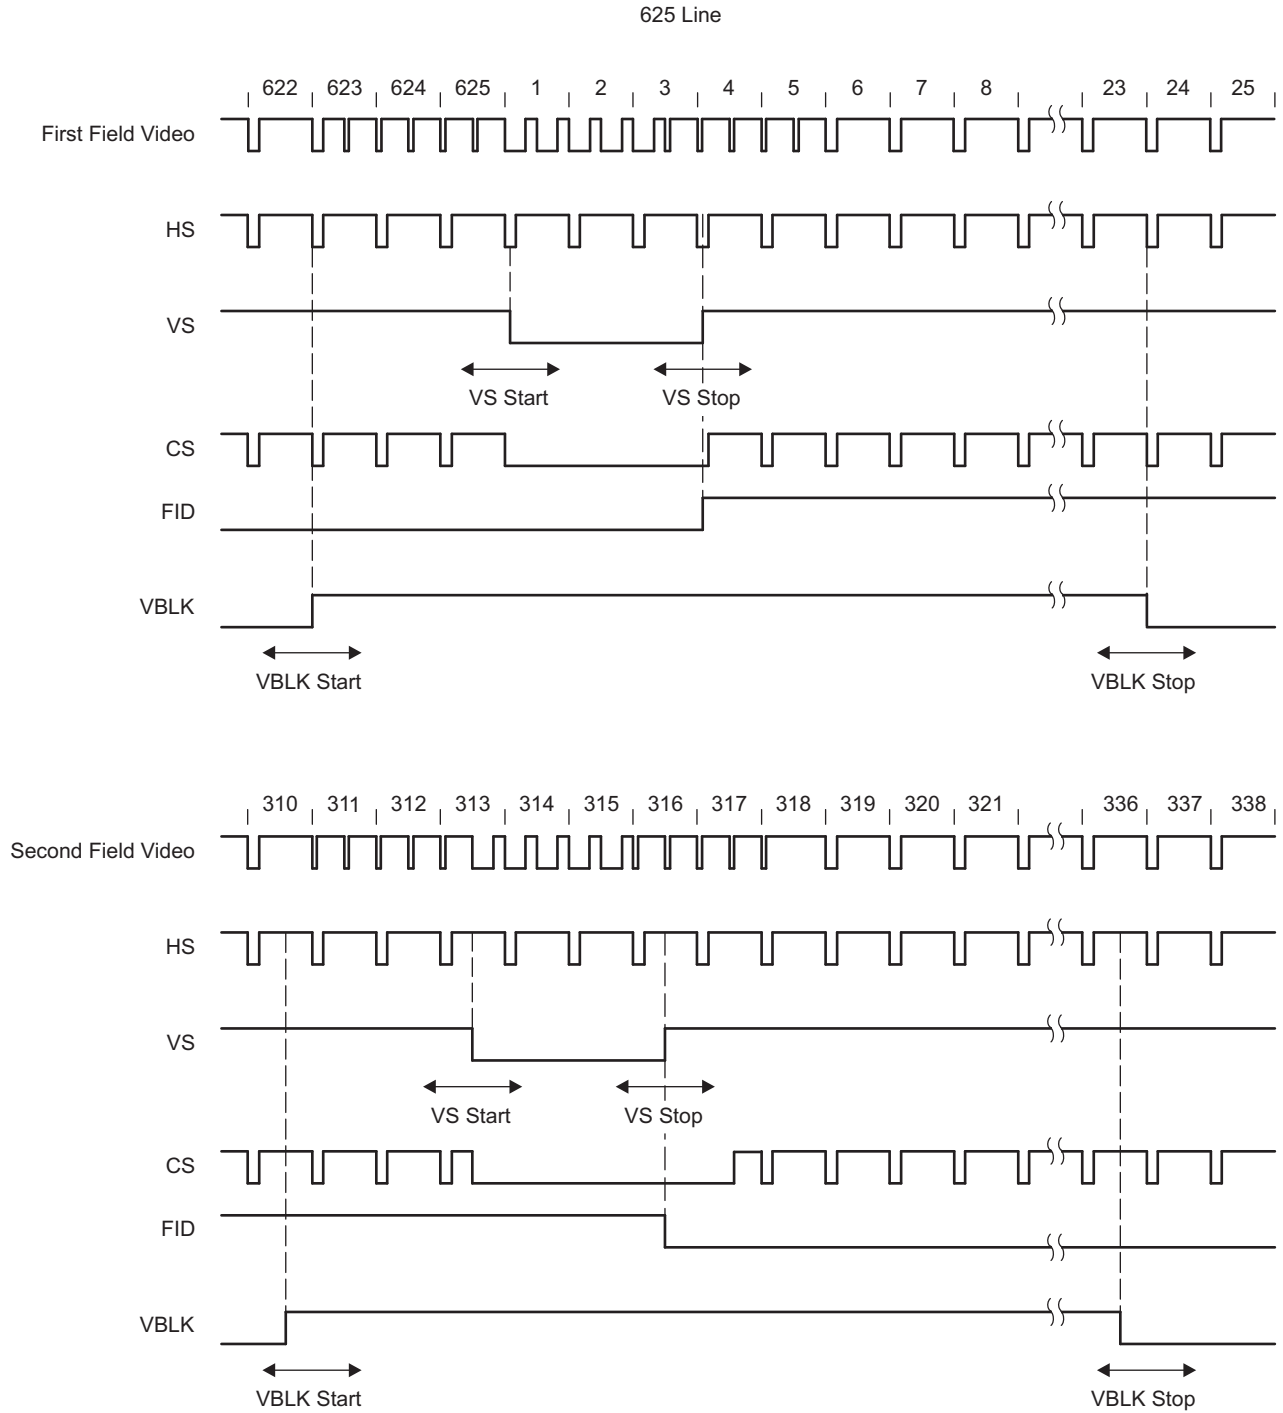 625 Line
622 623 624 625 1 2 3 4 5 6 7 8 23 24 25
First Field Video
HS
VS
VS Start VS Stop
CS
FID
VBLK
VBLK Start VBLK Stop
310 311 312 313 314 315 316 317 318 319 320 321 336 337 338
Second Field Video
HS
VS
VS Start VS Stop
CS
FID
VBLK
VBLK Start VBLK Stop